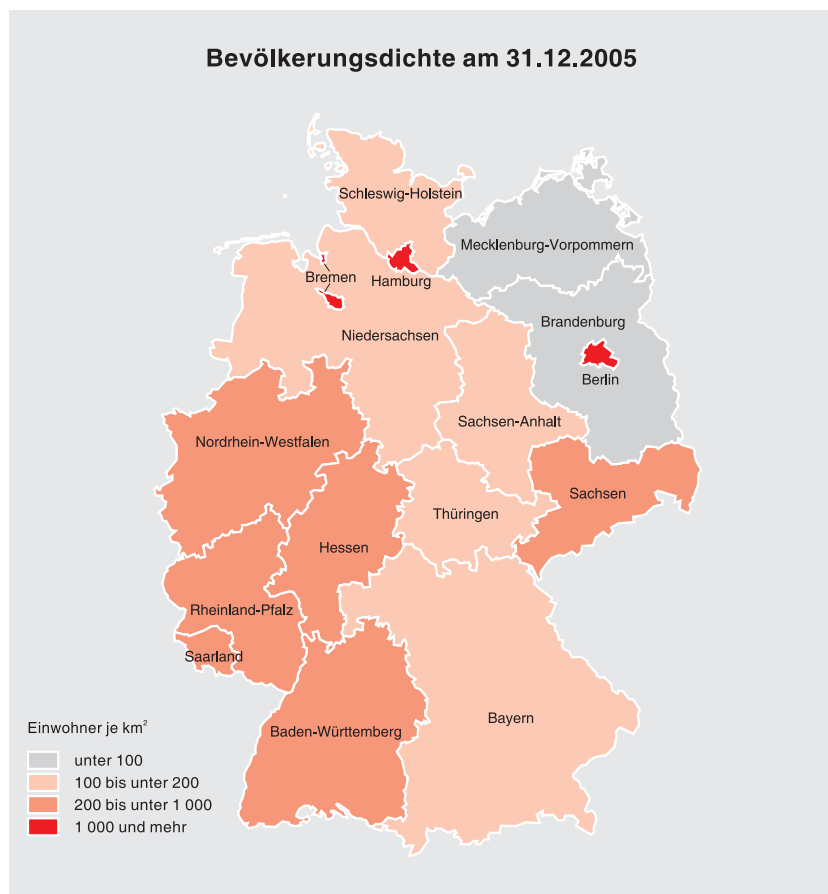 Bevölkerungsdichte am 31.12.2005
Schleswig-Holstein
Mecklenburg-Vorpommern
Bremen
Hamburg
Brandenburg
Niedersachsen
Berlin
Sachsen-Anhalt
Nordrhein-Westfalen
Sachsen
Thüringen
Hessen
Rheinland-Pfalz
Saarland
Bayern
Baden-Württemberg
Einwohner je km²
unter 100
100 bis unter 200
200 bis unter 1 000
1 000 und mehr